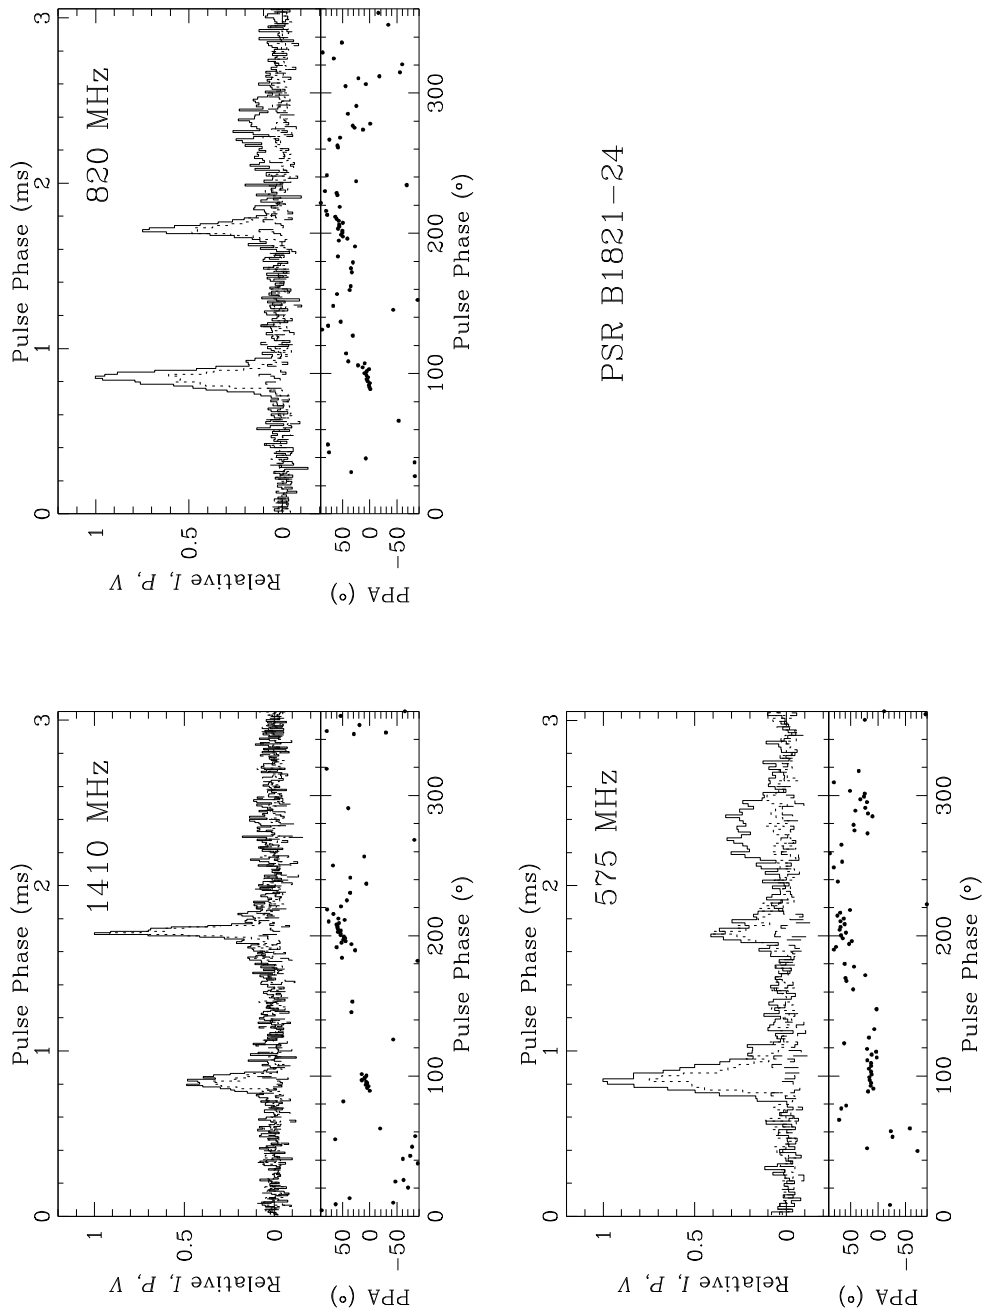 Pulse Phase (ms)
0 1 2 3
1410 MHz
Relative I, P, V
0 0.5 1
PPA (°)
−50 0 50
0 100 200 300
Pulse Phase (°)
Pulse Phase (ms)
0 1 2 3
820 MHz
Relative I, P, V
0 0.5 1
PPA (°)
−50 0 50
0 100 200 300
Pulse Phase (°)
Pulse Phase (ms)
0 1 2 3
575 MHz
Relative I, P, V
0 0.5 1
PPA (°)
−50 0 50
0 100 200 300
Pulse Phase (°)
PSR B1821−24